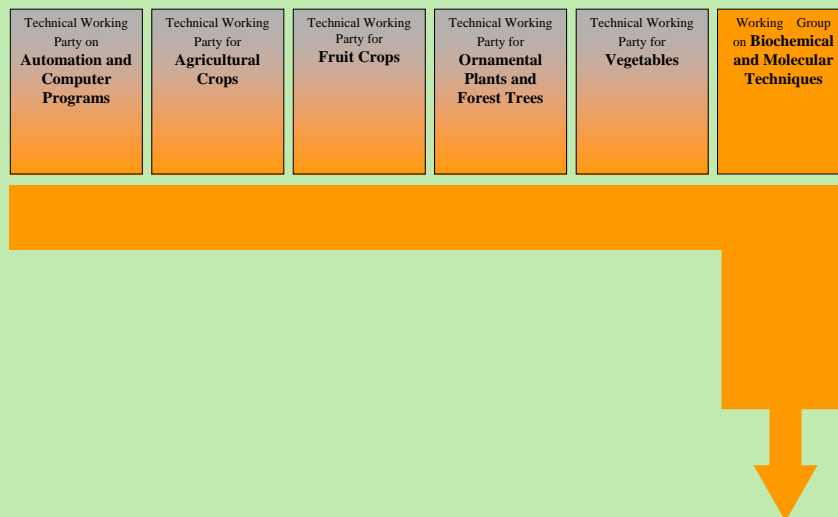 Technical Working
Party on
Automation and
Computer
Programs
Technical Working
Party for
Agricultural
Crops
Technical Working
Party for
Fruit Crops
Technical Working
Party for
Ornamental
Plants and
Forest Trees
Technical Working
Party for
Vegetables
Working Group
on Biochemical
and Molecular
Techniques